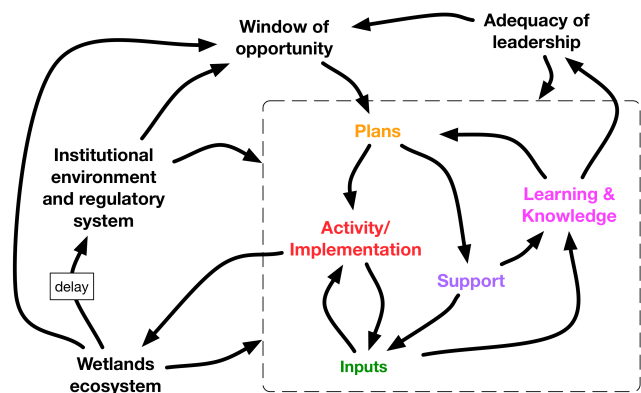 Window of
opportunity
Adequacy of
leadership
Plans
Institutional
environment
and regulatory
system
Learning &
Knowledge
Activity/
Implementation
Support
delay
Wetlands
ecosystem
Inputs